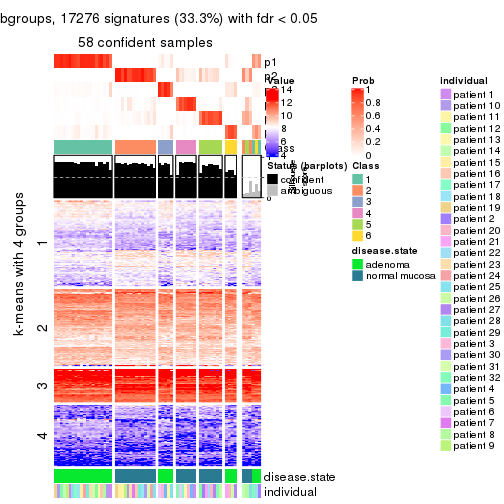 bgroups, 17276 signatures (33.3%) with fdr < 0.05
58 confident samples
p1
p2
Value
14
12
10
8
6
4
Prob
1
0.8
0.6
0.4
0.2
0
Status (barplots)
confident
ambiguous
Class
1
2
3
4
5
6
disease.state
adenoma
normal mucosa
individual
patient 1
patient 10
patient 11
patient 12
patient 13
patient 14
patient 15
patient 16
patient 17
patient 18
patient 19
patient 2
patient 20
patient 21
patient 22
patient 23
patient 24
patient 25
patient 26
patient 27
patient 28
patient 29
patient 3
patient 30
patient 31
patient 32
patient 4
patient 5
patient 6
patient 7
patient 8
patient 9
k-means with 4 groups
1
2
3
4
disease.state
individual